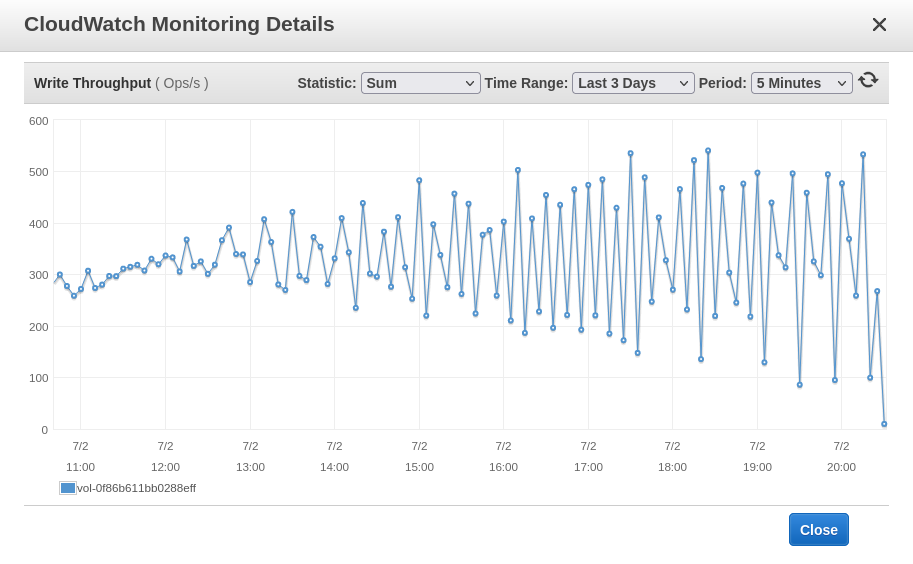 CloudWatch Monitoring Details
Write Throughput ( Ops/s ) Statistic: Sum Time Range: Last 3 Days Period: 5 Minutes
600
500
400
300
200
100
0
7/2 7/2 7/2 7/2 7/2 7/2 7/2 7/2 7/2 7/2
11:00 12:00 13:00 14:00 15:00 16:00 17:00 18:00 19:00 20:00
vol-0f86b611bb0288eff
Close